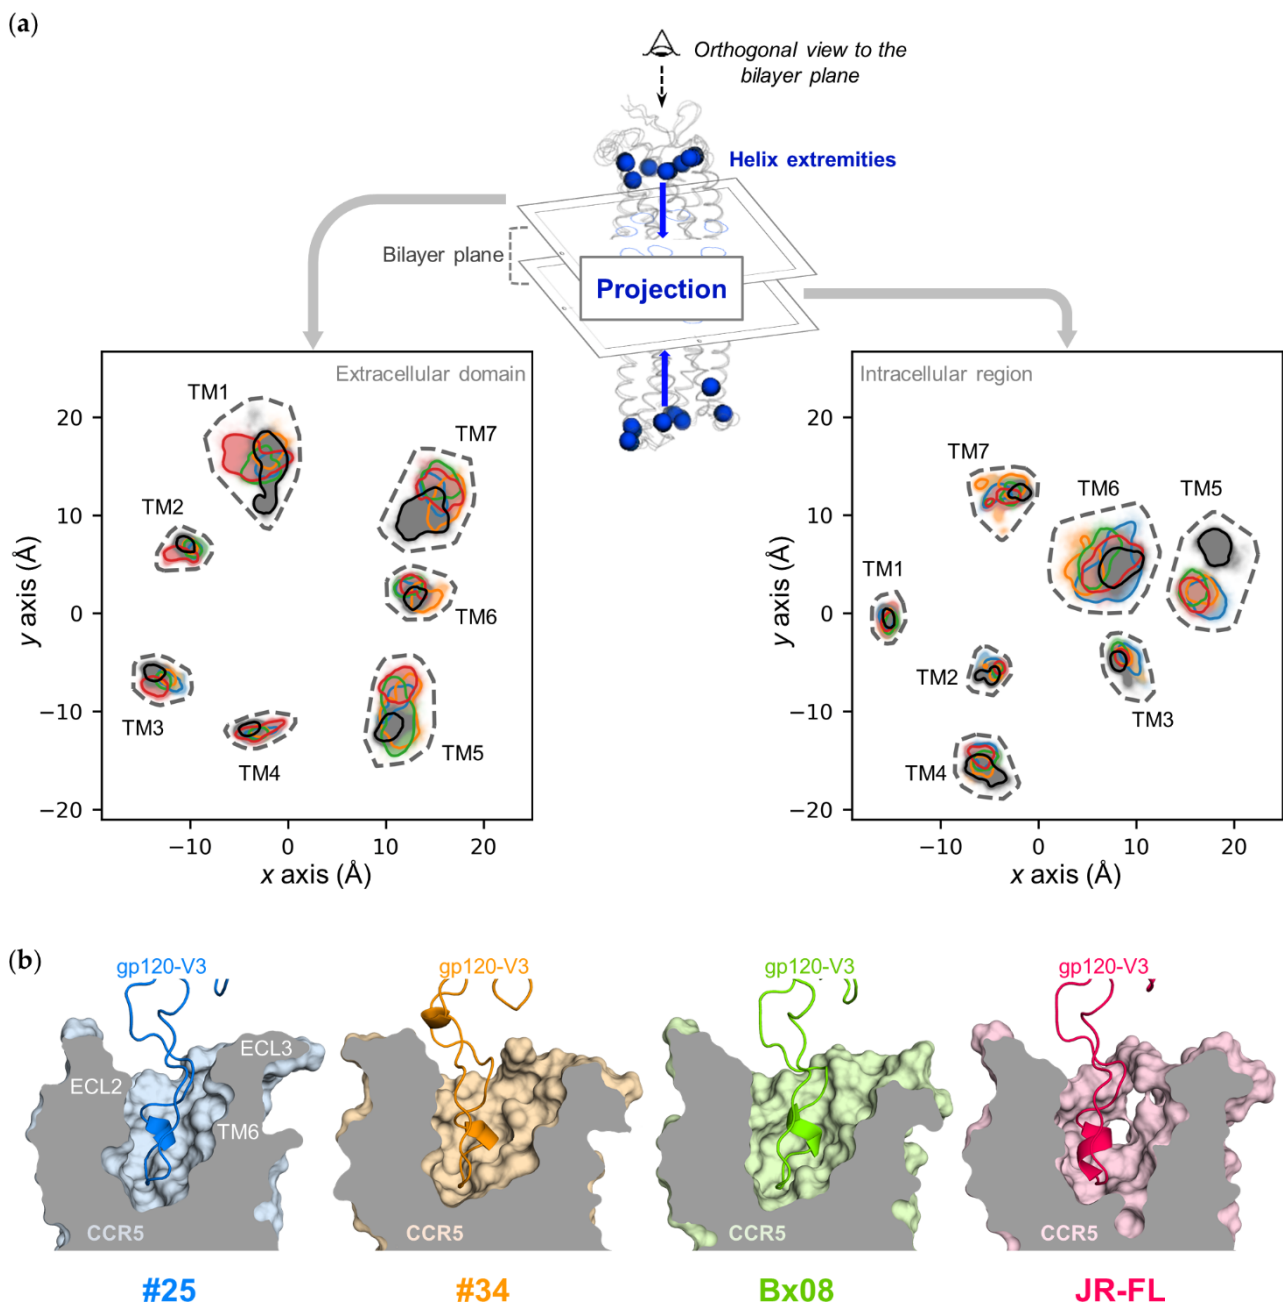 (a)
Orthogonal view to the
bilayer plane
Helix extremities
Bilayer plane
Projection
Extracellular domain
TM1
TM7
TM2
TM6
TM3
TM4
TM5
20
10
0
−10
−20
y axis (Å)
−10
0
10
20
x axis (Å)
Intracellular region
TM7
TM6
TM5
TM1
TM2
TM3
TM4
20
10
0
−10
−20
y axis (Å)
−10
0
10
20
x axis (Å)
(b)
gp120-V3
ECL3
ECL2
TM6
CCR5
#25
gp120-V3
CCR5
#34
gp120-V3
CCR5
Bx08
gp120-V3
CCR5
JR-FL